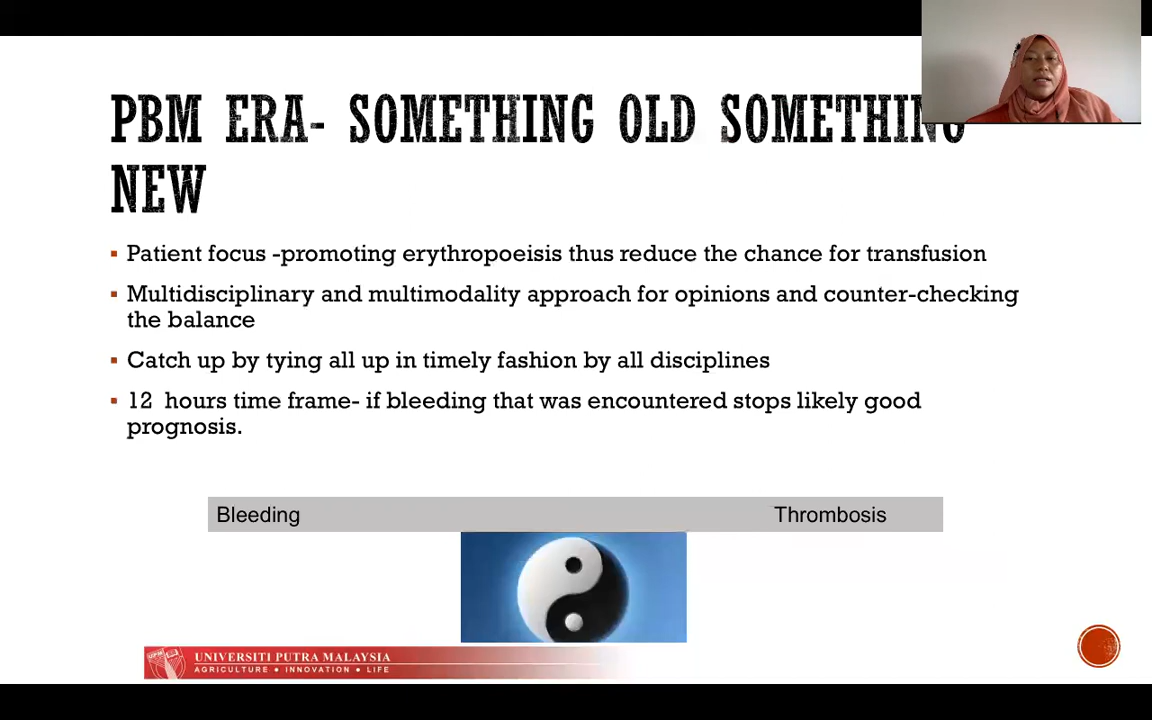 PBM ERA- SOMETHING OLD SOMETHING
NEW
▪ Patient focus -promoting erythropoeisis thus reduce the chance for transfusion
▪ Multidisciplinary and multimodality approach for opinions and counter-checking
the balance
▪ Catch up by tying all up in timely fashion by all disciplines
▪ 12 hours time frame- if bleeding that was encountered stops likely good
prognosis.
Bleeding Thrombosis
UNIVERSITI PUTRA MALAYSIA
AGRICULTURE ● INNOVATION ● LIFE